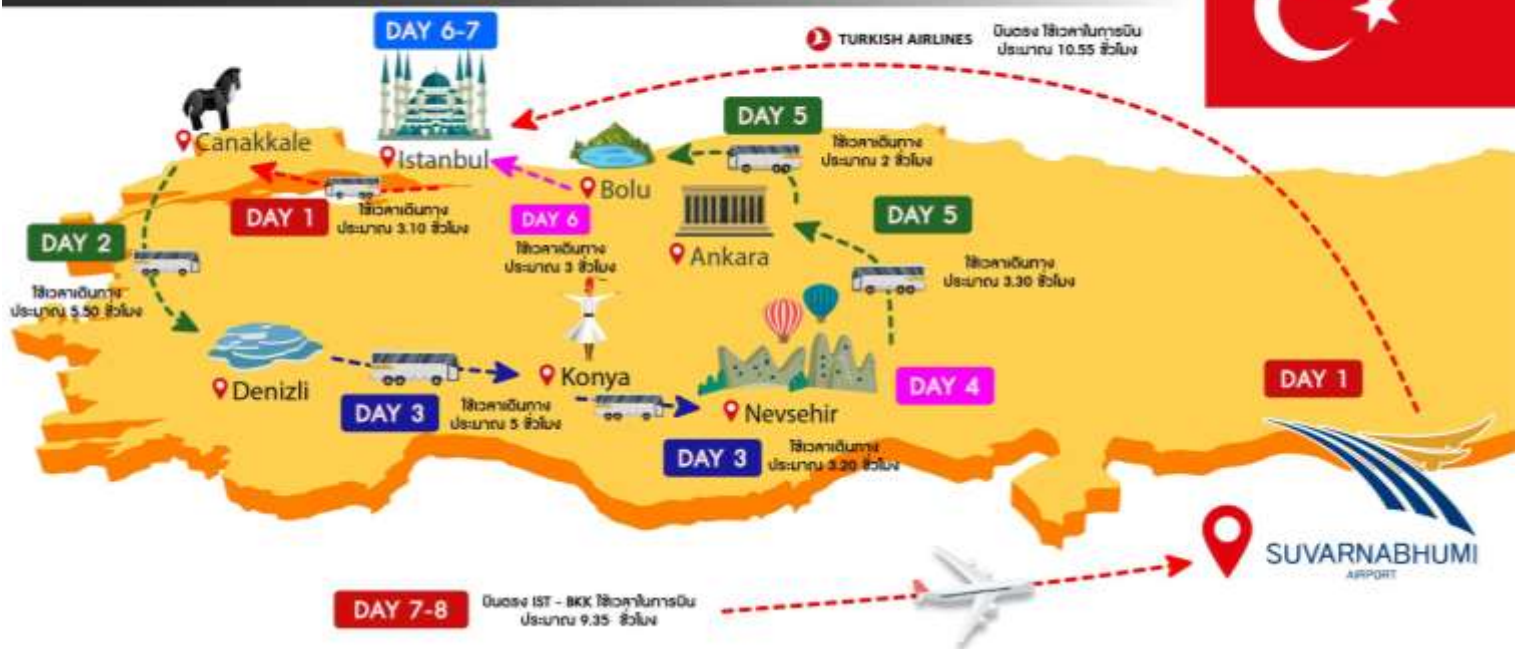 DAY 6-7
TURKISH AIRLINES
บินตรง ใช้เวลาในการบิน
ประมาณ 10.55 ชั่วโมง
Canakkale
Istanbul
DAY 5
ใช้เวลาเดินทาง
ประมาณ 2 ชั่วโมง
Bolu
DAY 1
ใช้เวลาเดินทาง
ประมาณ 3.10 ชั่วโมง
DAY 6
ใช้เวลาเดินทาง
ประมาณ 3 ชั่วโมง
DAY 5
ใช้เวลาเดินทาง
ประมาณ 3.30 ชั่วโมง
Ankara
DAY 2
ใช้เวลาเดินทาง
ประมาณ 5.50 ชั่วโมง
Denizli
DAY 3
ใช้เวลาเดินทาง
ประมาณ 5 ชั่วโมง
Konya
DAY 3
ใช้เวลาเดินทาง
ประมาณ 3.20 ชั่วโมง
Nevsehir
DAY 4
DAY 1
SUVARNABHUMI
AIRPORT
DAY 7-8
บินตรง IST - BKK ใช้เวลาในการบิน
ประมาณ 9.35 ชั่วโมง